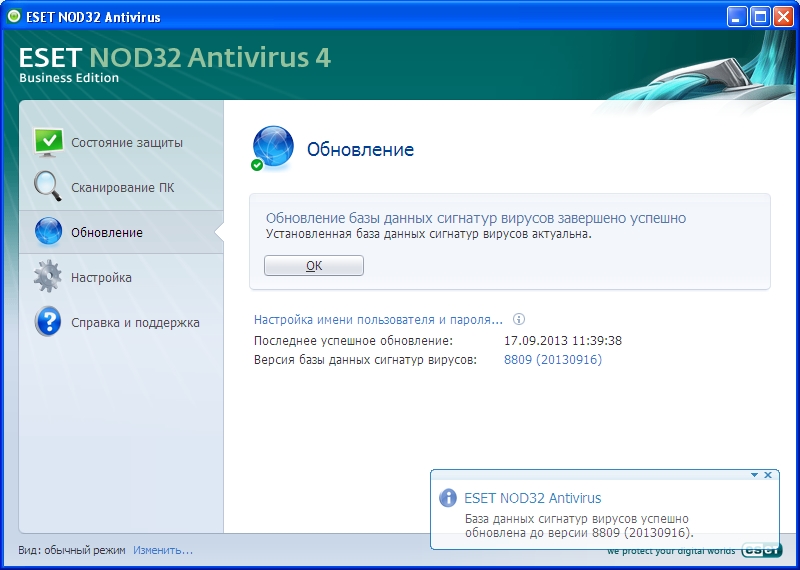 ESET NOD32 Antivirus
ESET NOD32 Antivirus 4
Business Edition
Состояние защиты
Сканирование ПК
Обновление
Настройка
Справка и поддержка
Обновление
Обновление базы данных сигнатур вирусов завершено успешно
Установленная база данных сигнатур вирусов актуальна.
OK
Настройка имени пользователя и пароля...
Последнее успешное обновление: 17.09.2013 11:39:38
Версия базы данных сигнатур вирусов: 8809 (20130916)
ESET NOD32 Antivirus
База данных сигнатур вирусов успешно
обновлена до версии 8809 (20130916).
Вид: обычный режим Изменить...
we protect your digital worlds eset